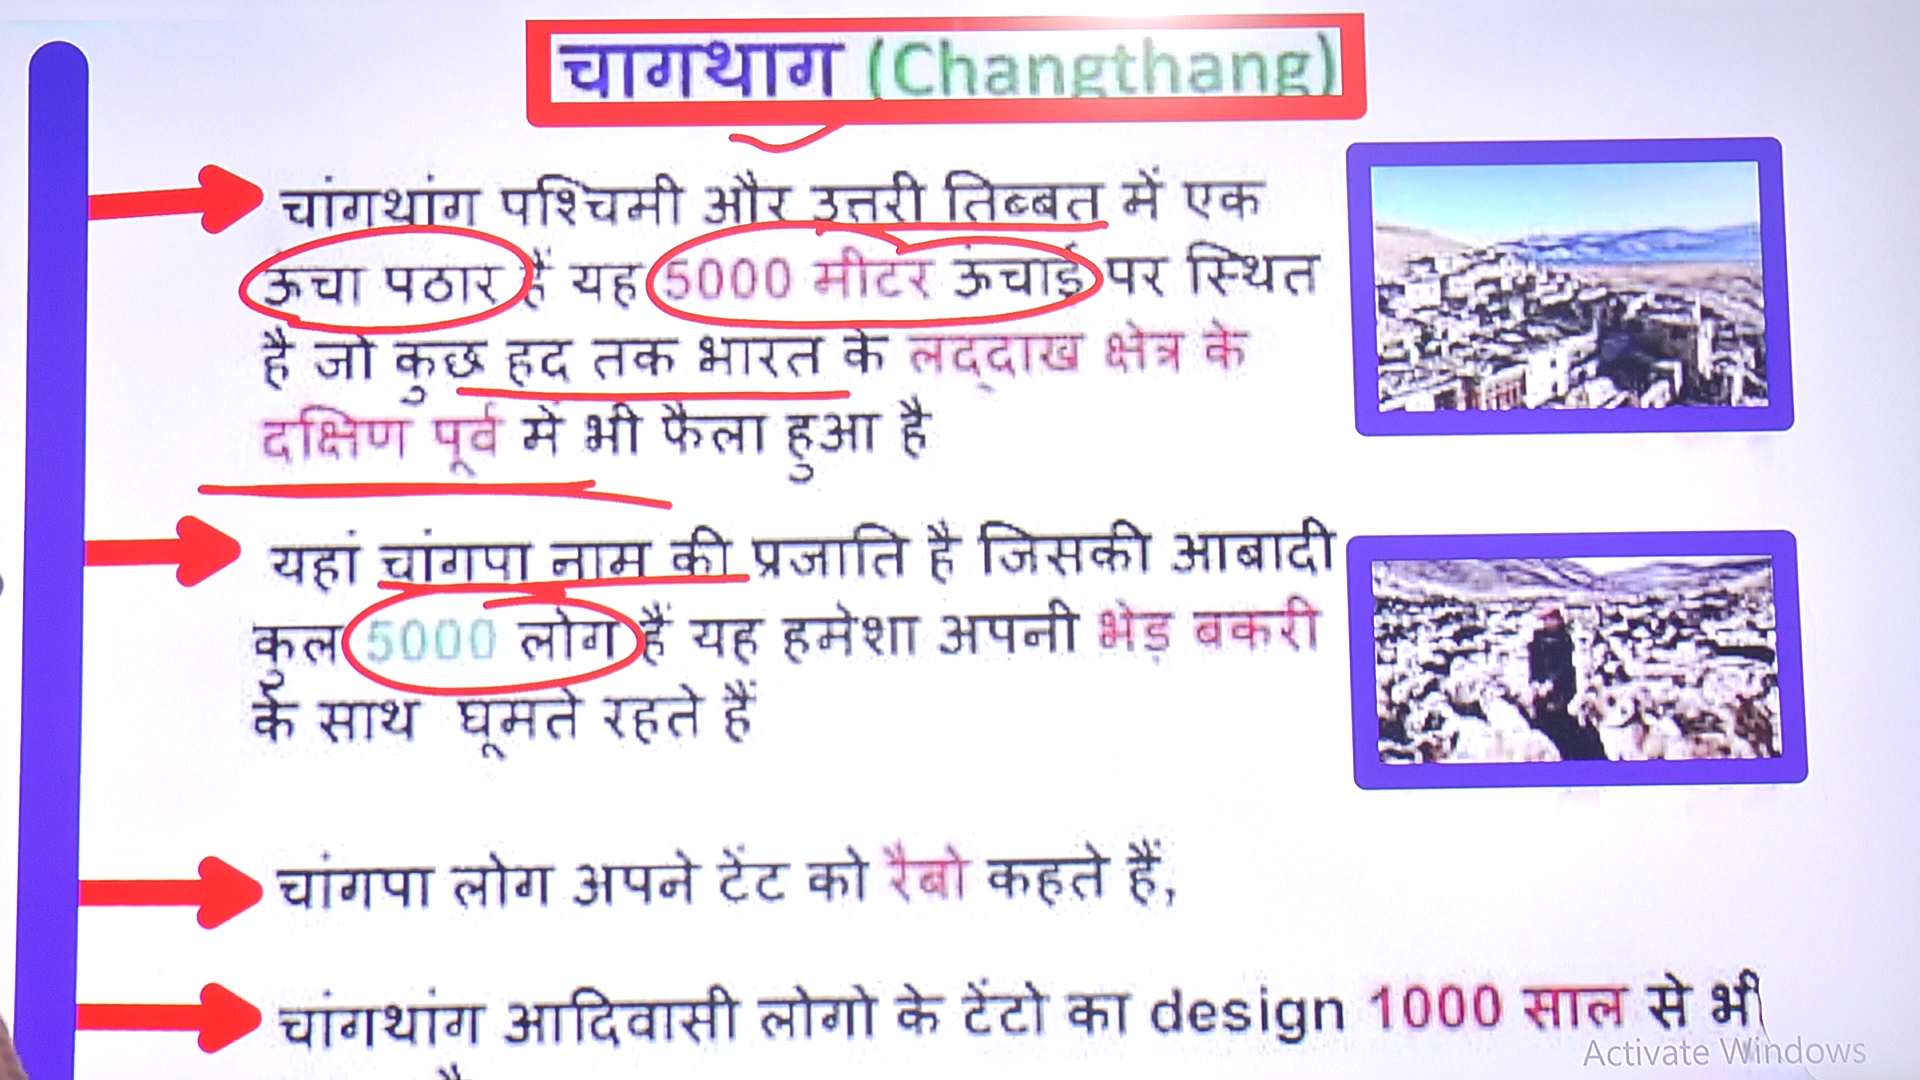 चागथाग (Changthang)
चांगथांग पश्चिमी और उत्तरी तिब्बत में एक
ऊंचा पठार हैं यह 5000 मीटर ऊंचाई पर स्थित
है जो कुछ हद तक भारत के लद्दाख क्षेत्र के
दक्षिण पूर्व में भी फैला हुआ है
यहां चांगपा नाम की प्रजाति है जिसकी आबादी
कुल 5000 लोग हैं यह हमेशा अपनी भेड़ बकरी
के साथ घूमते रहते हैं
चांगपा लोग अपने टेंट को रैबो कहते हैं,
चांगथांग आदिवासी लोगो के टेंटो का design 1000 साल से भी
Activate Windows